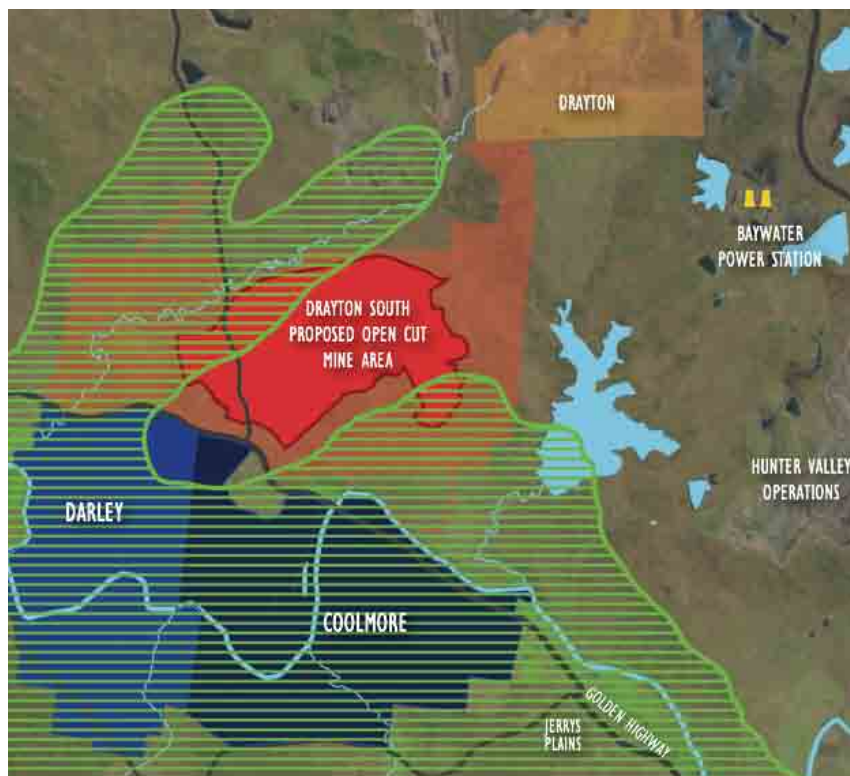 DRAYTON
BAYWATER
POWER STATION
DRAYTON SOUTH
PROPOSED OPEN CUT
MINE AREA
HUNTER VALLEY
OPERATIONS
DARLEY
COOLMORE
GOLDEN HIGHWAY
JERRYS
PLAINS